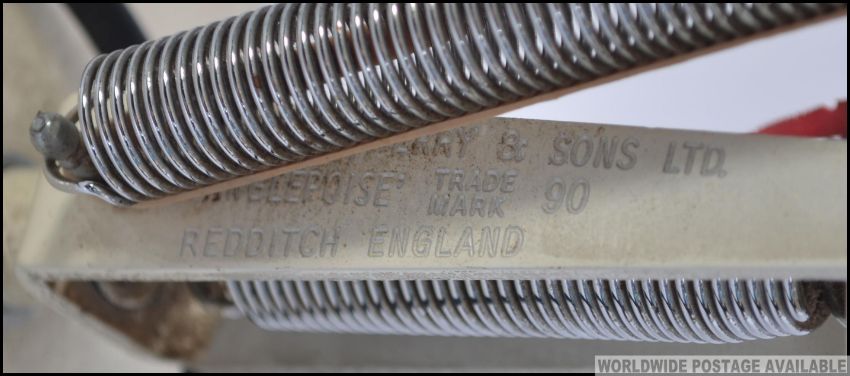 & SONS LTD.
TRADE
MARK 90
REDDITCH ENGLAND
WORLDWIDE POSTAGE AVAILABLE